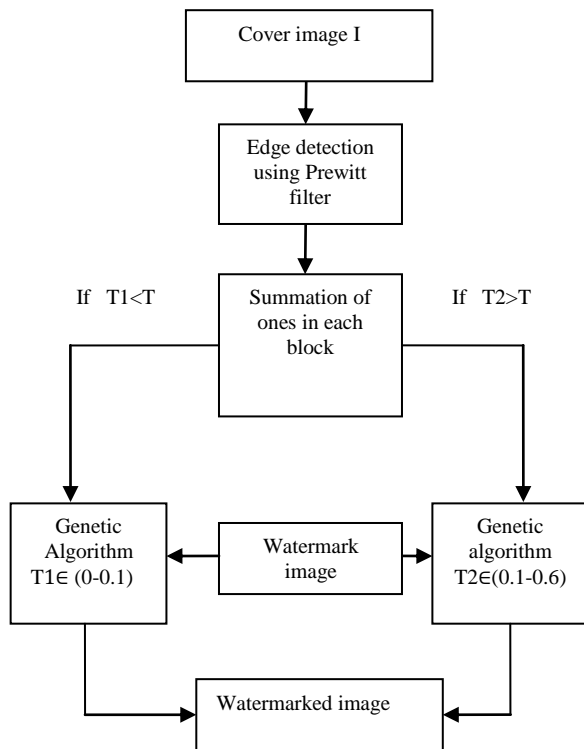 Cover image I
Edge detection
using Prewitt
filter
If T1<T
Summation of
ones in each
block
If T2>T
Genetic
Algorithm
T1∈ (0-0.1)
Watermark
image
Genetic
algorithm
T2∈(0.1-0.6)
Watermarked image